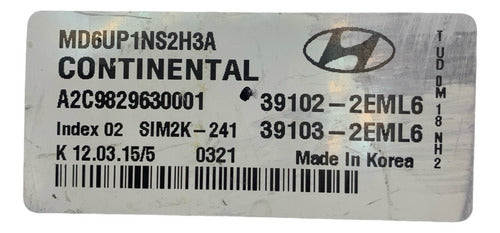 MD6UP1NS2H3A
CONTINENTAL
A2C9829630001 39102-2EML6
Index 02 SIM2K-241 39103-2EML6
K 12.03.15/5 0321 Made In Korea
TUD DM 18 NH2